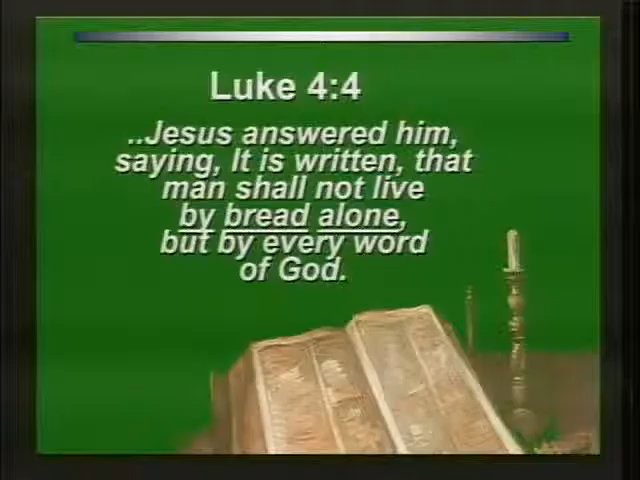 Luke 4:4
..Jesus answered him,
saying, It is written, that
man shall not live
by bread alone,
but by every word
of God.